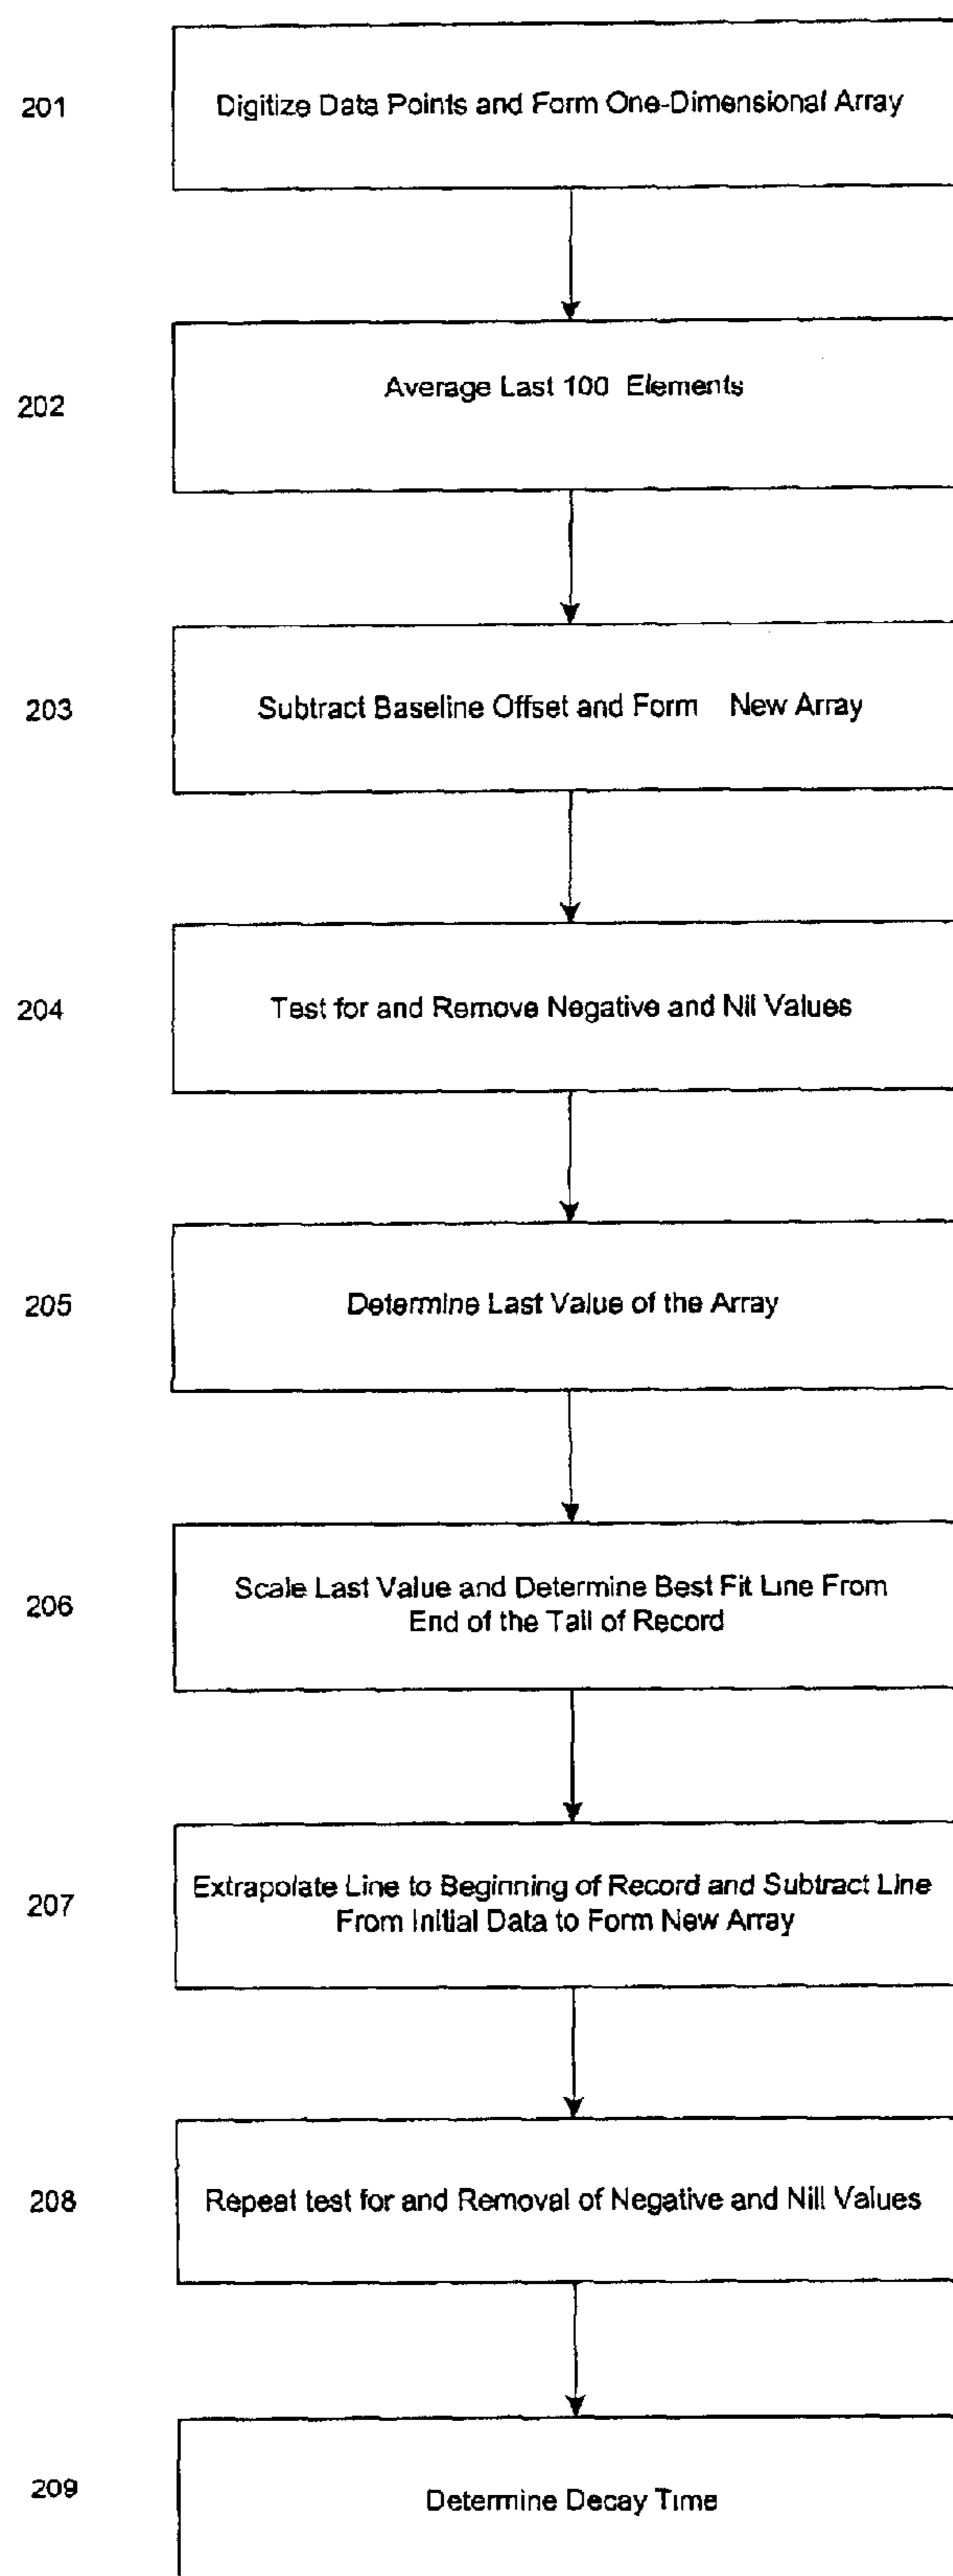 201
Digitize Data Points and Form One-Dimensional Array
202
Average Last 100 Elements
203
Subtract Baseline Offset and Form New Array
204
Test for and Remove Negative and Nil Values
205
Determine Last Value of the Array
206
Scale Last Value and Determine Best Fit Line From
End of the Tail of Record
207
Extrapolate Line to Beginning of Record and Subtract Line
From Initial Data to Form New Array
208
Repeat test for and Removal of Negative and Nill Values
209
Determine Decay Time